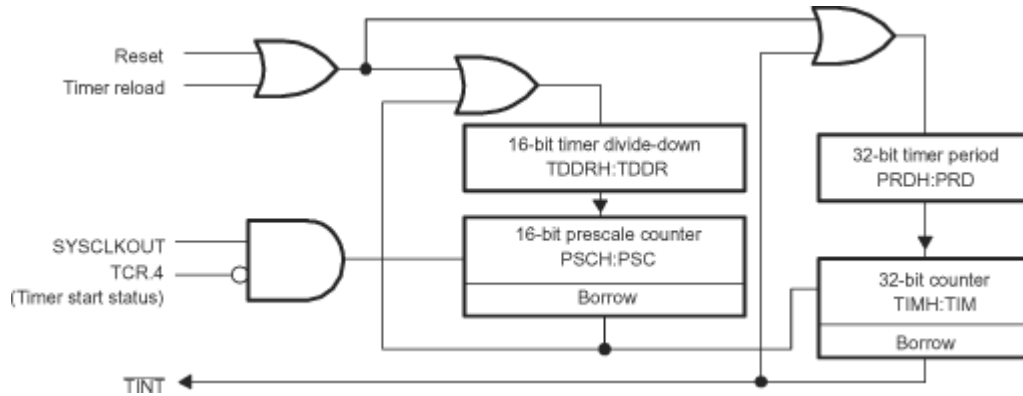 Reset
Timer reload
16-bit timer divide-down
TDDRH:TDDR
32-bit timer period
PRDH:PRD
SYSCLKOUT
TCR.4
(Timer start status)
16-bit prescale counter
PSCH:PSC
Borrow
32-bit counter
TIMH:TIM
Borrow
TINT